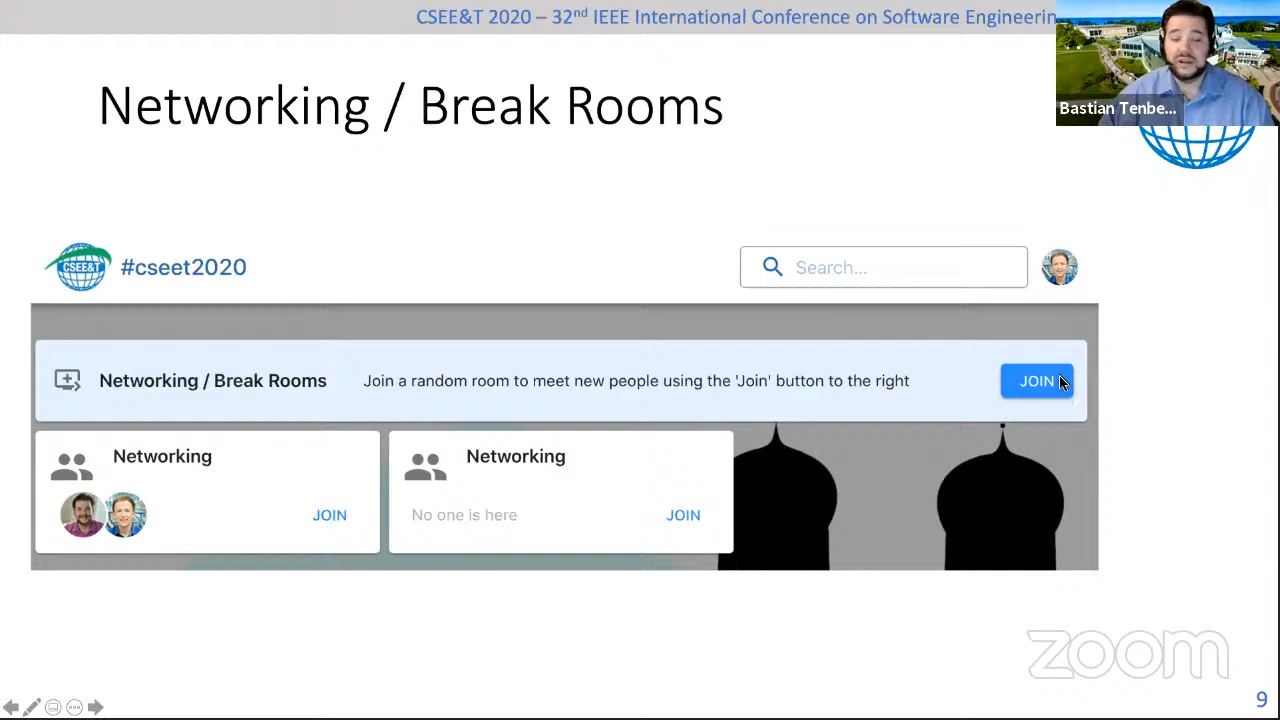 CSEE&T 2020 – 32nd IEEE International Conference on Software Engineerin
Bastian Tenbe...
Networking / Break Rooms
CSEE&T
#cseet2020
Search...
Networking / Break Rooms
Join a random room to meet new people using the 'Join' button to the right
JOIN
Networking
JOIN
Networking
No one is here
JOIN
zoom
9